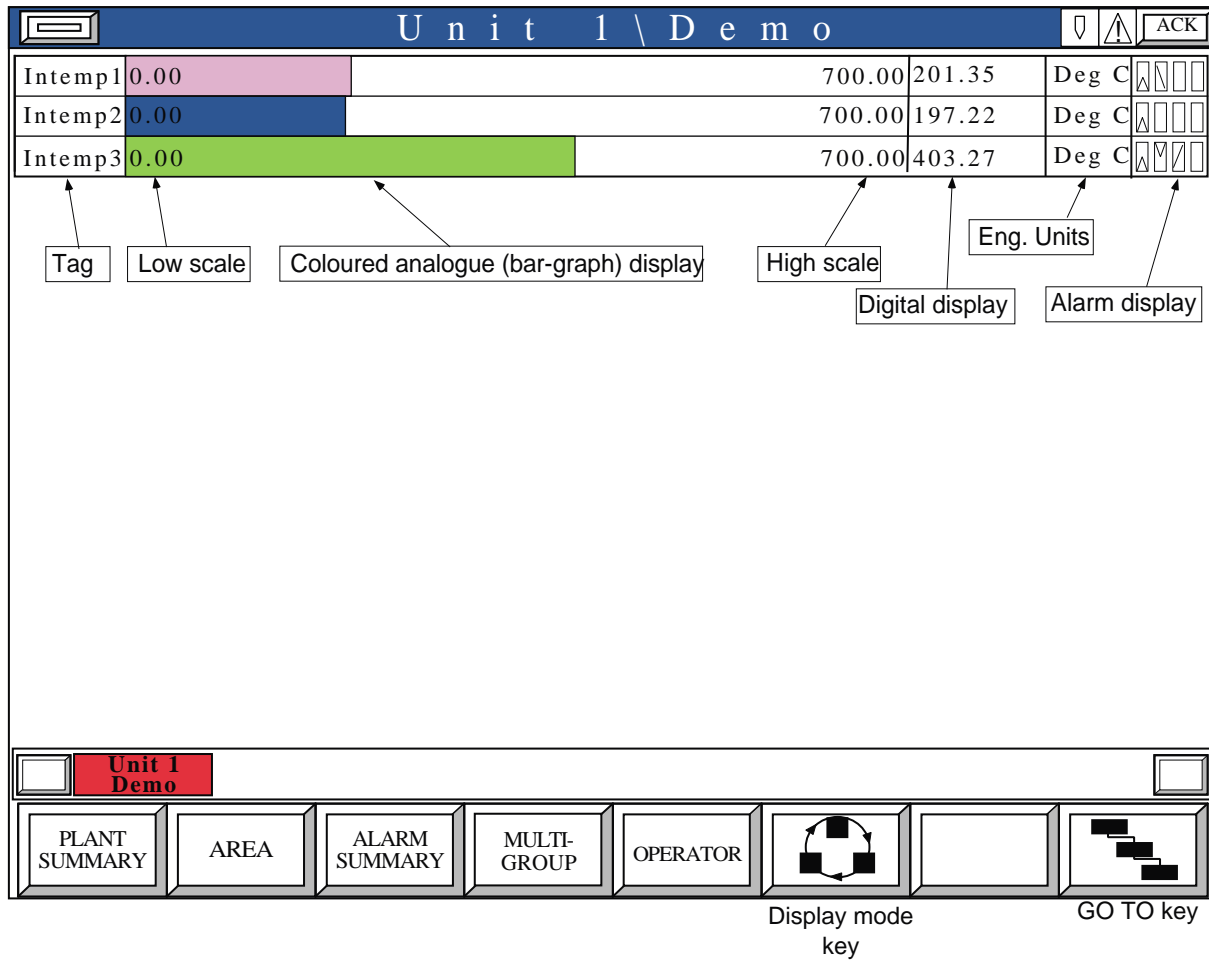 Unit 1\Demo ACK
Intemp1 0.00 700.00 201.35 Deg C
Intemp2 0.00 700.00 197.22 Deg C
Intemp3 0.00 700.00 403.27 Deg C
Eng. Units
Tag Low scale Coloured analogue (bar-graph) display High scale
Digital display Alarm display
Unit 1
Demo
PLANT
SUMMARY
AREA
ALARM
SUMMARY
MULTI-
GROUP
OPERATOR
Display mode
key
GO TO key